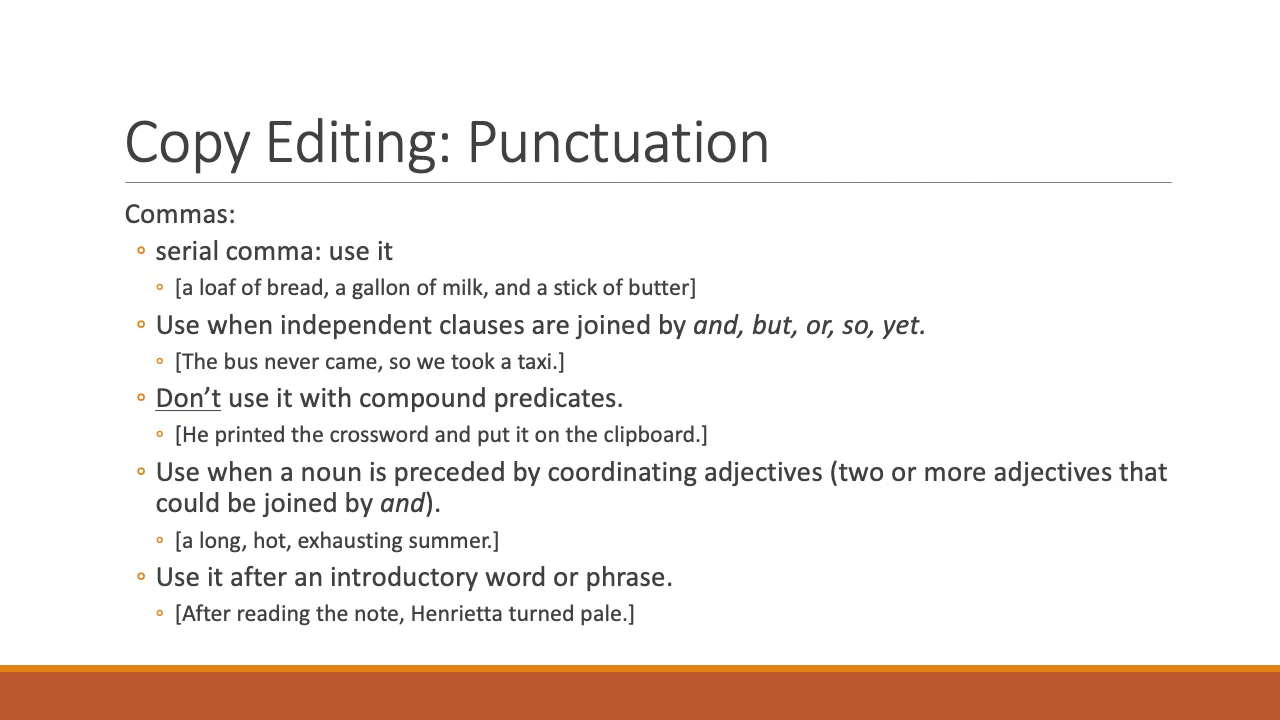 Copy Editing: Punctuation
Commas:
◦ serial comma: use it
◦ [a loaf of bread, a gallon of milk, and a stick of butter]
◦ Use when independent clauses are joined by and, but, or, so, yet.
◦ [The bus never came, so we took a taxi.]
◦ Don’t use it with compound predicates.
◦ [He printed the crossword and put it on the clipboard.]
◦ Use when a noun is preceded by coordinating adjectives (two or more adjectives that
could be joined by and).
◦ [a long, hot, exhausting summer.]
◦ Use it after an introductory word or phrase.
◦ [After reading the note, Henrietta turned pale.]